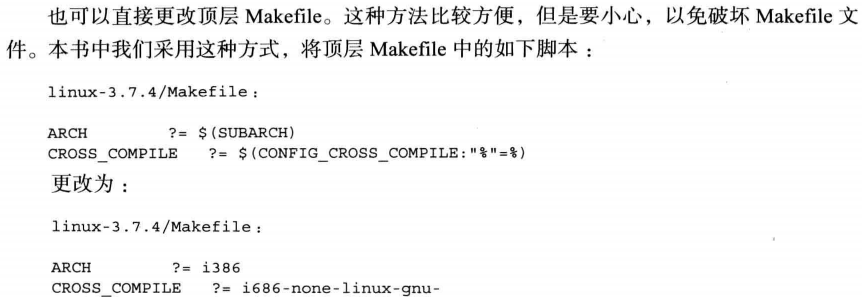 也可以直接更改顶层 Makefile。这种方法比较方便，但是要小心，以免破坏 Makefile 文
件。本书中我们采用这种方式，将顶层 Makefile 中的如下脚本：
linux-3.7.4/Makefile：
ARCH ?= $(SUBARCH)
CROSS_COMPILE ?= $(CONFIG_CROSS_COMPILE:"%"=%)
更改为：
linux-3.7.4/Makefile：
ARCH ?= i386
CROSS_COMPILE ?= i686-none-linux-gnu-